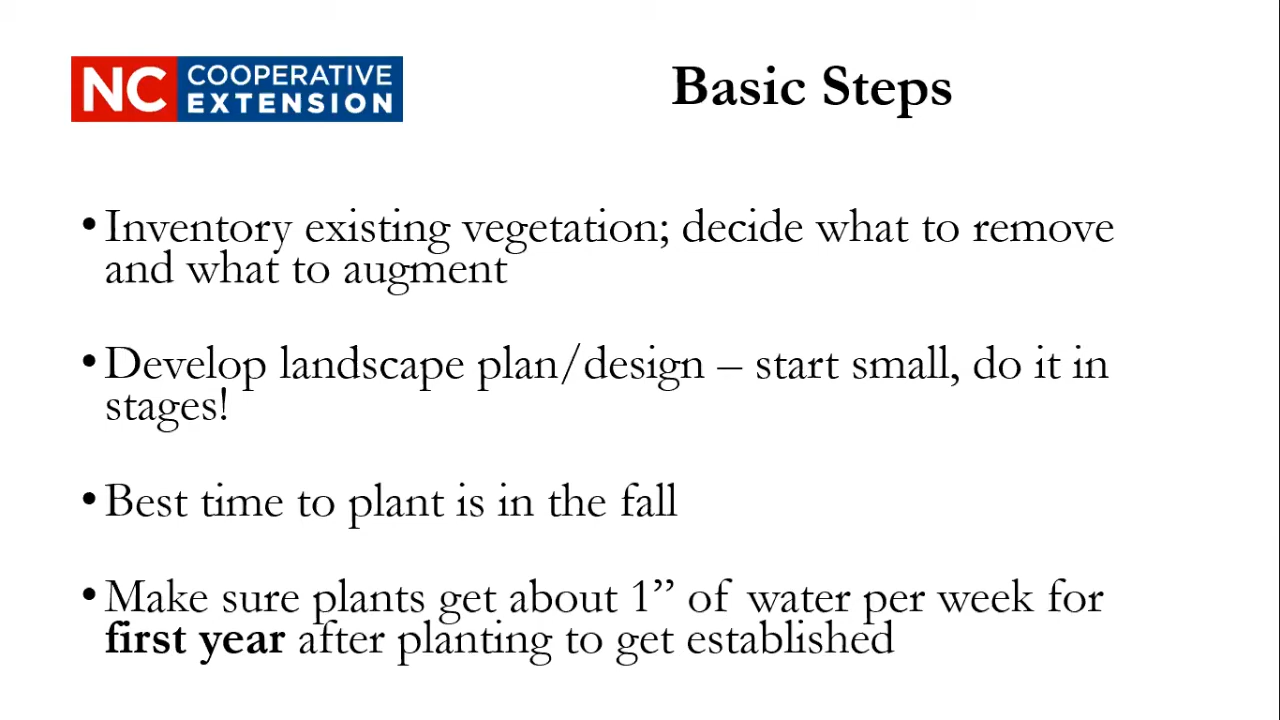 NC COOPERATIVE
EXTENSION
Basic Steps
•Inventory existing vegetation; decide what to remove
and what to augment
•Develop landscape plan/design – start small, do it in
stages!
•Best time to plant is in the fall
•Make sure plants get about 1” of water per week for
first year after planting to get established